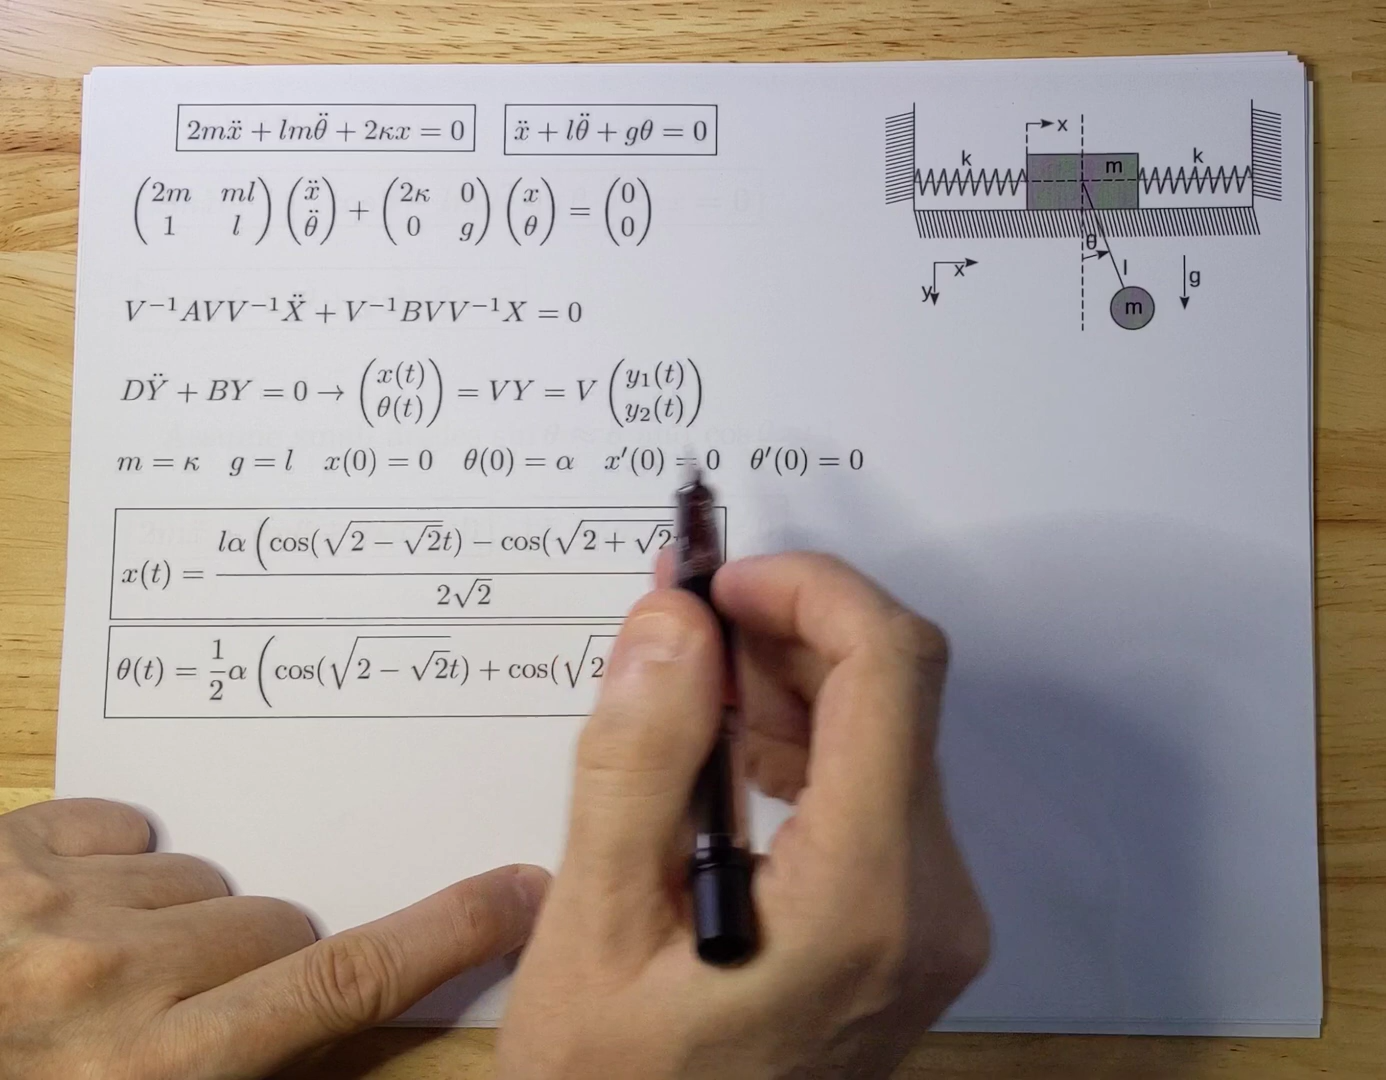 2mẍ + lmθ̈ + 2κx = 0   ẍ + lθ̈ + gθ = 0
(2m ml; 1 l) (ẍ; θ̈) + (2κ 0; 0 g) (x; θ) = (0; 0)
V⁻¹AVV⁻¹Ẍ + V⁻¹BVV⁻¹X = 0
DŸ + BY = 0 → (x(t); θ(t)) = VY = V (y₁(t); y₂(t))
m = κ   g = l   x(0) = 0   θ(0) = α   x′(0) = 0   θ′(0) = 0
x(t) = lα (cos(√(2 − √2)t) − cos(√(2 + √2
2√2
θ(t) = 1/2 α (cos(√(2 − √2)t) + cos(√2
x
k
m
k
θ
l
x
y
g
m